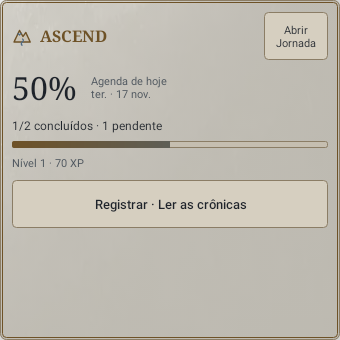 ASCEND
Abrir
Jornada
50%
Agenda de hoje
ter. · 17 nov.
1/2 concluídos · 1 pendente
Nível 1 · 70 XP
Registrar · Ler as crônicas